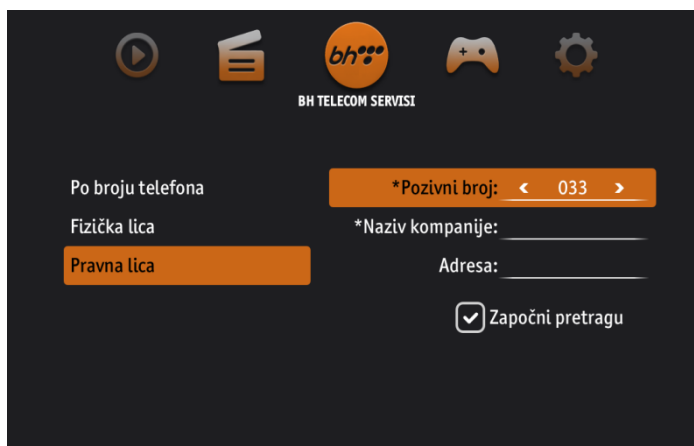 bh
BH TELECOM SERVISI
Po broju telefona
Fizička lica
Pravna lica
*Pozivni broj: < 033 >
*Naziv kompanije:
Adresa:
Započni pretragu